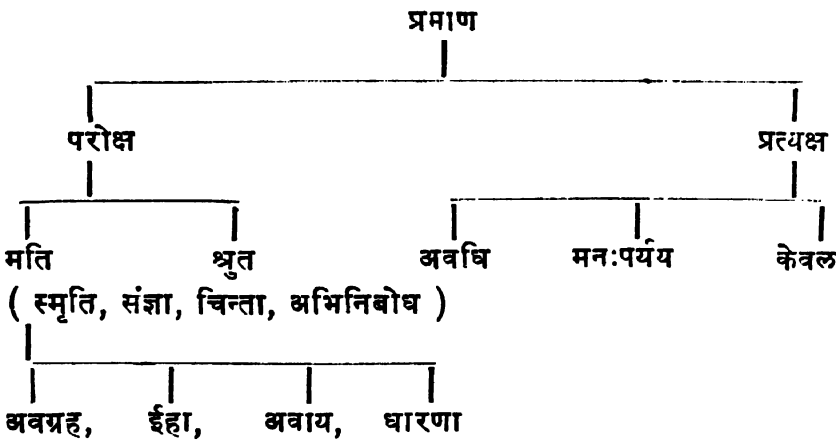 प्रमाण
परोक्ष प्रत्यक्ष
मति श्रुत अवधि मन:पर्यय केवल
( स्मृति, संज्ञा, चिन्ता, अभिनिबोध )
अवग्रह, ईहा, अवाय, धारणा